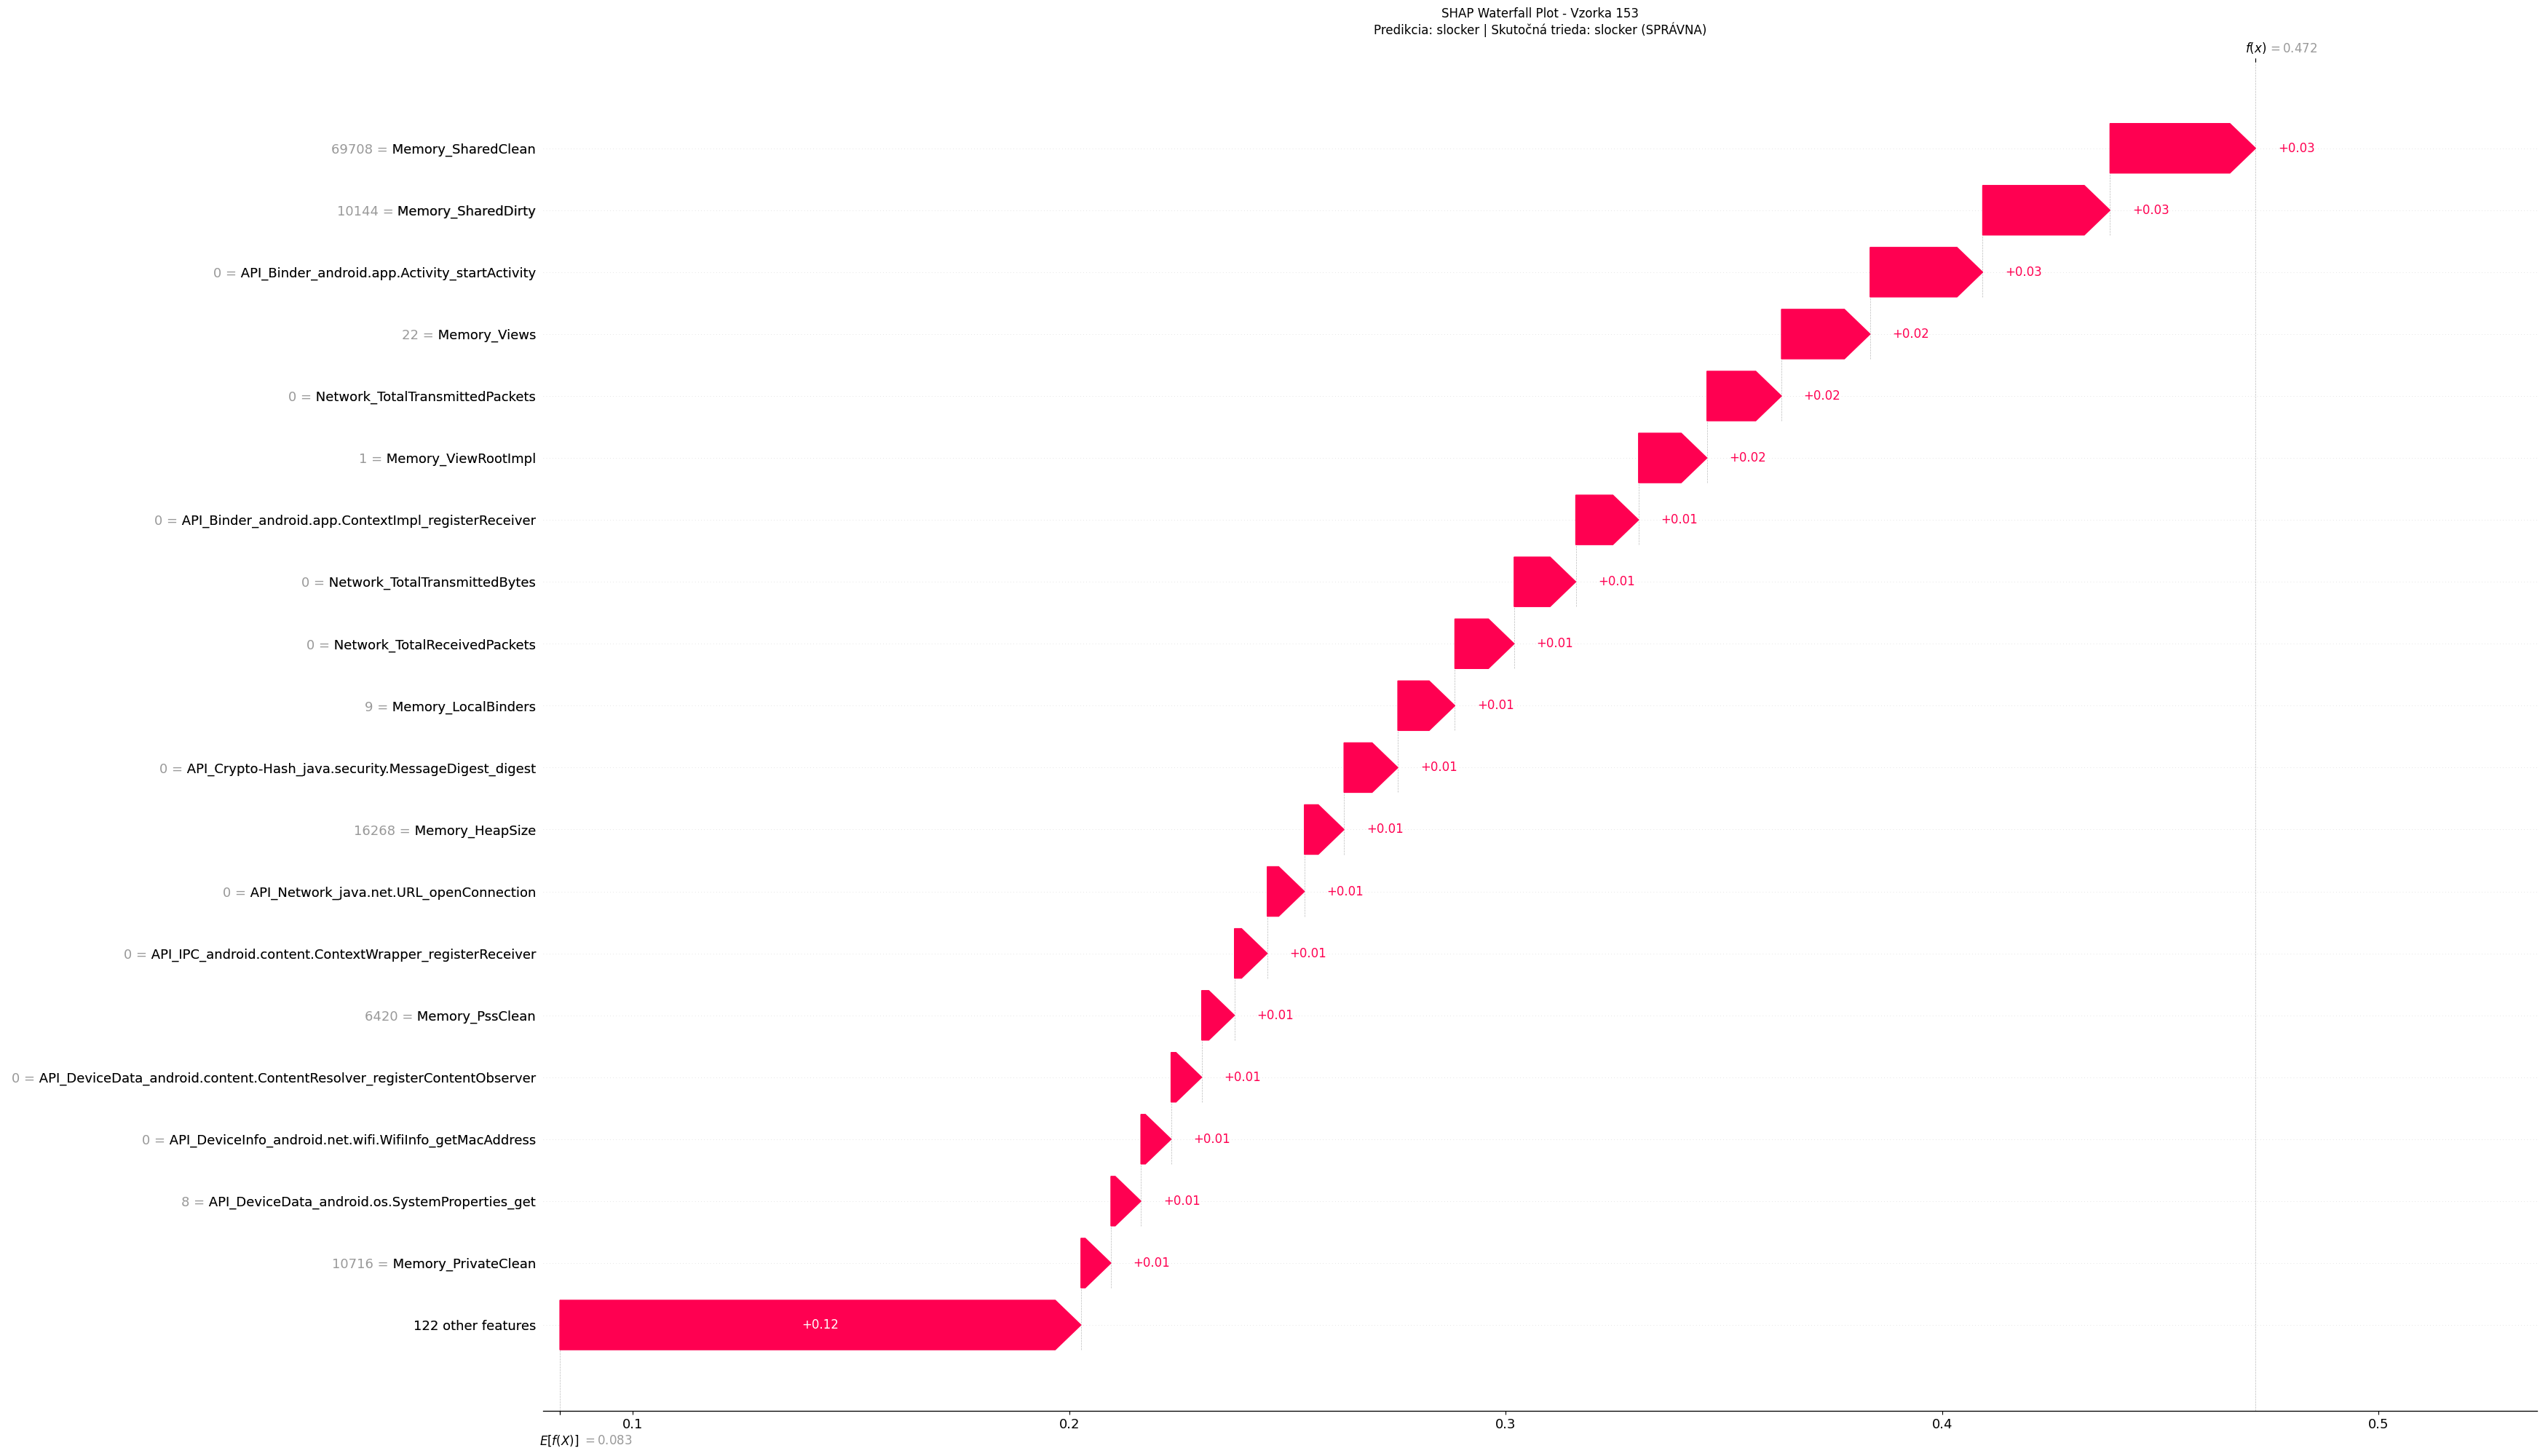 SHAP Waterfall Plot - Vzorka 153
Predikcia: slocker | Skutočná trieda: slocker (SPRÁVNA)
f(x) = 0.472
69708 = Memory_SharedClean +0.03
10144 = Memory_SharedDirty +0.03
0 = API_Binder_android.app.Activity_startActivity +0.03
22 = Memory_Views +0.02
0 = Network_TotalTransmittedPackets +0.02
1 = Memory_ViewRootImpl +0.02
0 = API_Binder_android.app.ContextImpl_registerReceiver +0.01
0 = Network_TotalTransmittedBytes +0.01
0 = Network_TotalReceivedPackets +0.01
9 = Memory_LocalBinders +0.01
0 = API_Crypto-Hash_java.security.MessageDigest_digest +0.01
16268 = Memory_HeapSize +0.01
0 = API_Network_java.net.URL_openConnection +0.01
0 = API_IPC_android.content.ContextWrapper_registerReceiver +0.01
6420 = Memory_PssClean +0.01
0 = API_DeviceData_android.content.ContentResolver_registerContentObserver +0.01
0 = API_DeviceInfo_android.net.wifi.WifiInfo_getMacAddress +0.01
8 = API_DeviceData_android.os.SystemProperties_get +0.01
10716 = Memory_PrivateClean +0.01
122 other features +0.12
0.1 0.2 0.3 0.4 0.5
E[f(X)] = 0.083